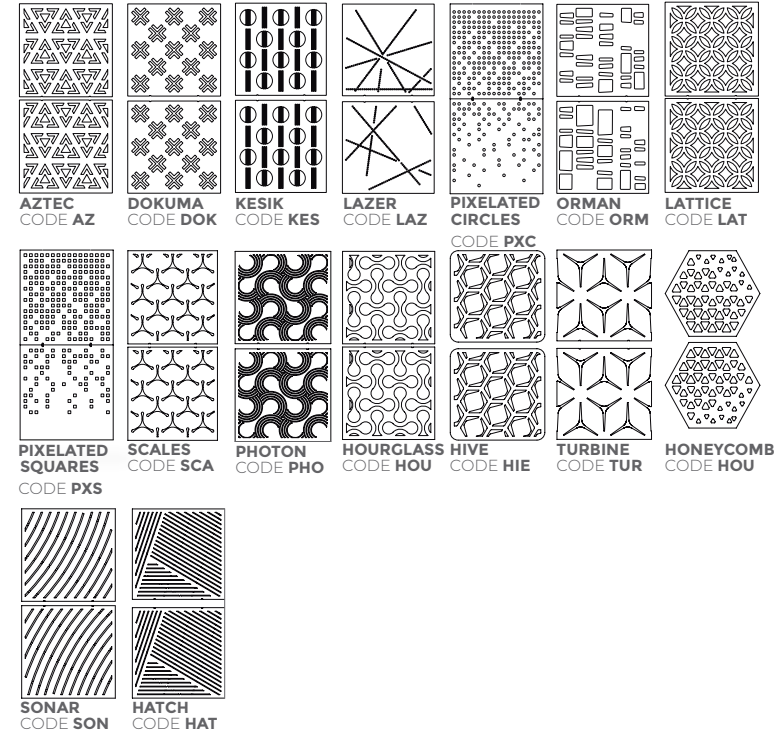 AZTEC
CODE AZ
DOKUMA
CODE DOK
KESIK
CODE KES
LAZER
CODE LAZ
PIXELATED
CIRCLES
CODE PXC
ORMAN
CODE ORM
LATTICE
CODE LAT
PIXELATED
SQUARES
CODE PXS
SCALES
CODE SCA
PHOTON
CODE PHO
HOURGLASS
CODE HOU
HIVE
CODE HIE
TURBINE
CODE TUR
HONEYCOMB
CODE HOU
SONAR
CODE SON
HATCH
CODE HAT